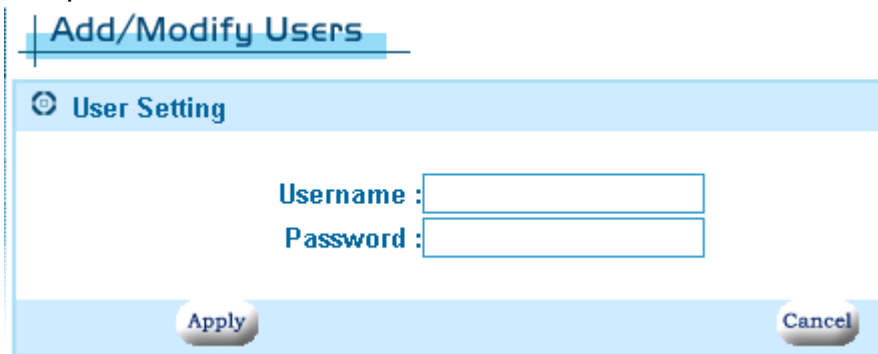 Add/Modify Users
User Setting
Username :
Password :
Apply Cancel